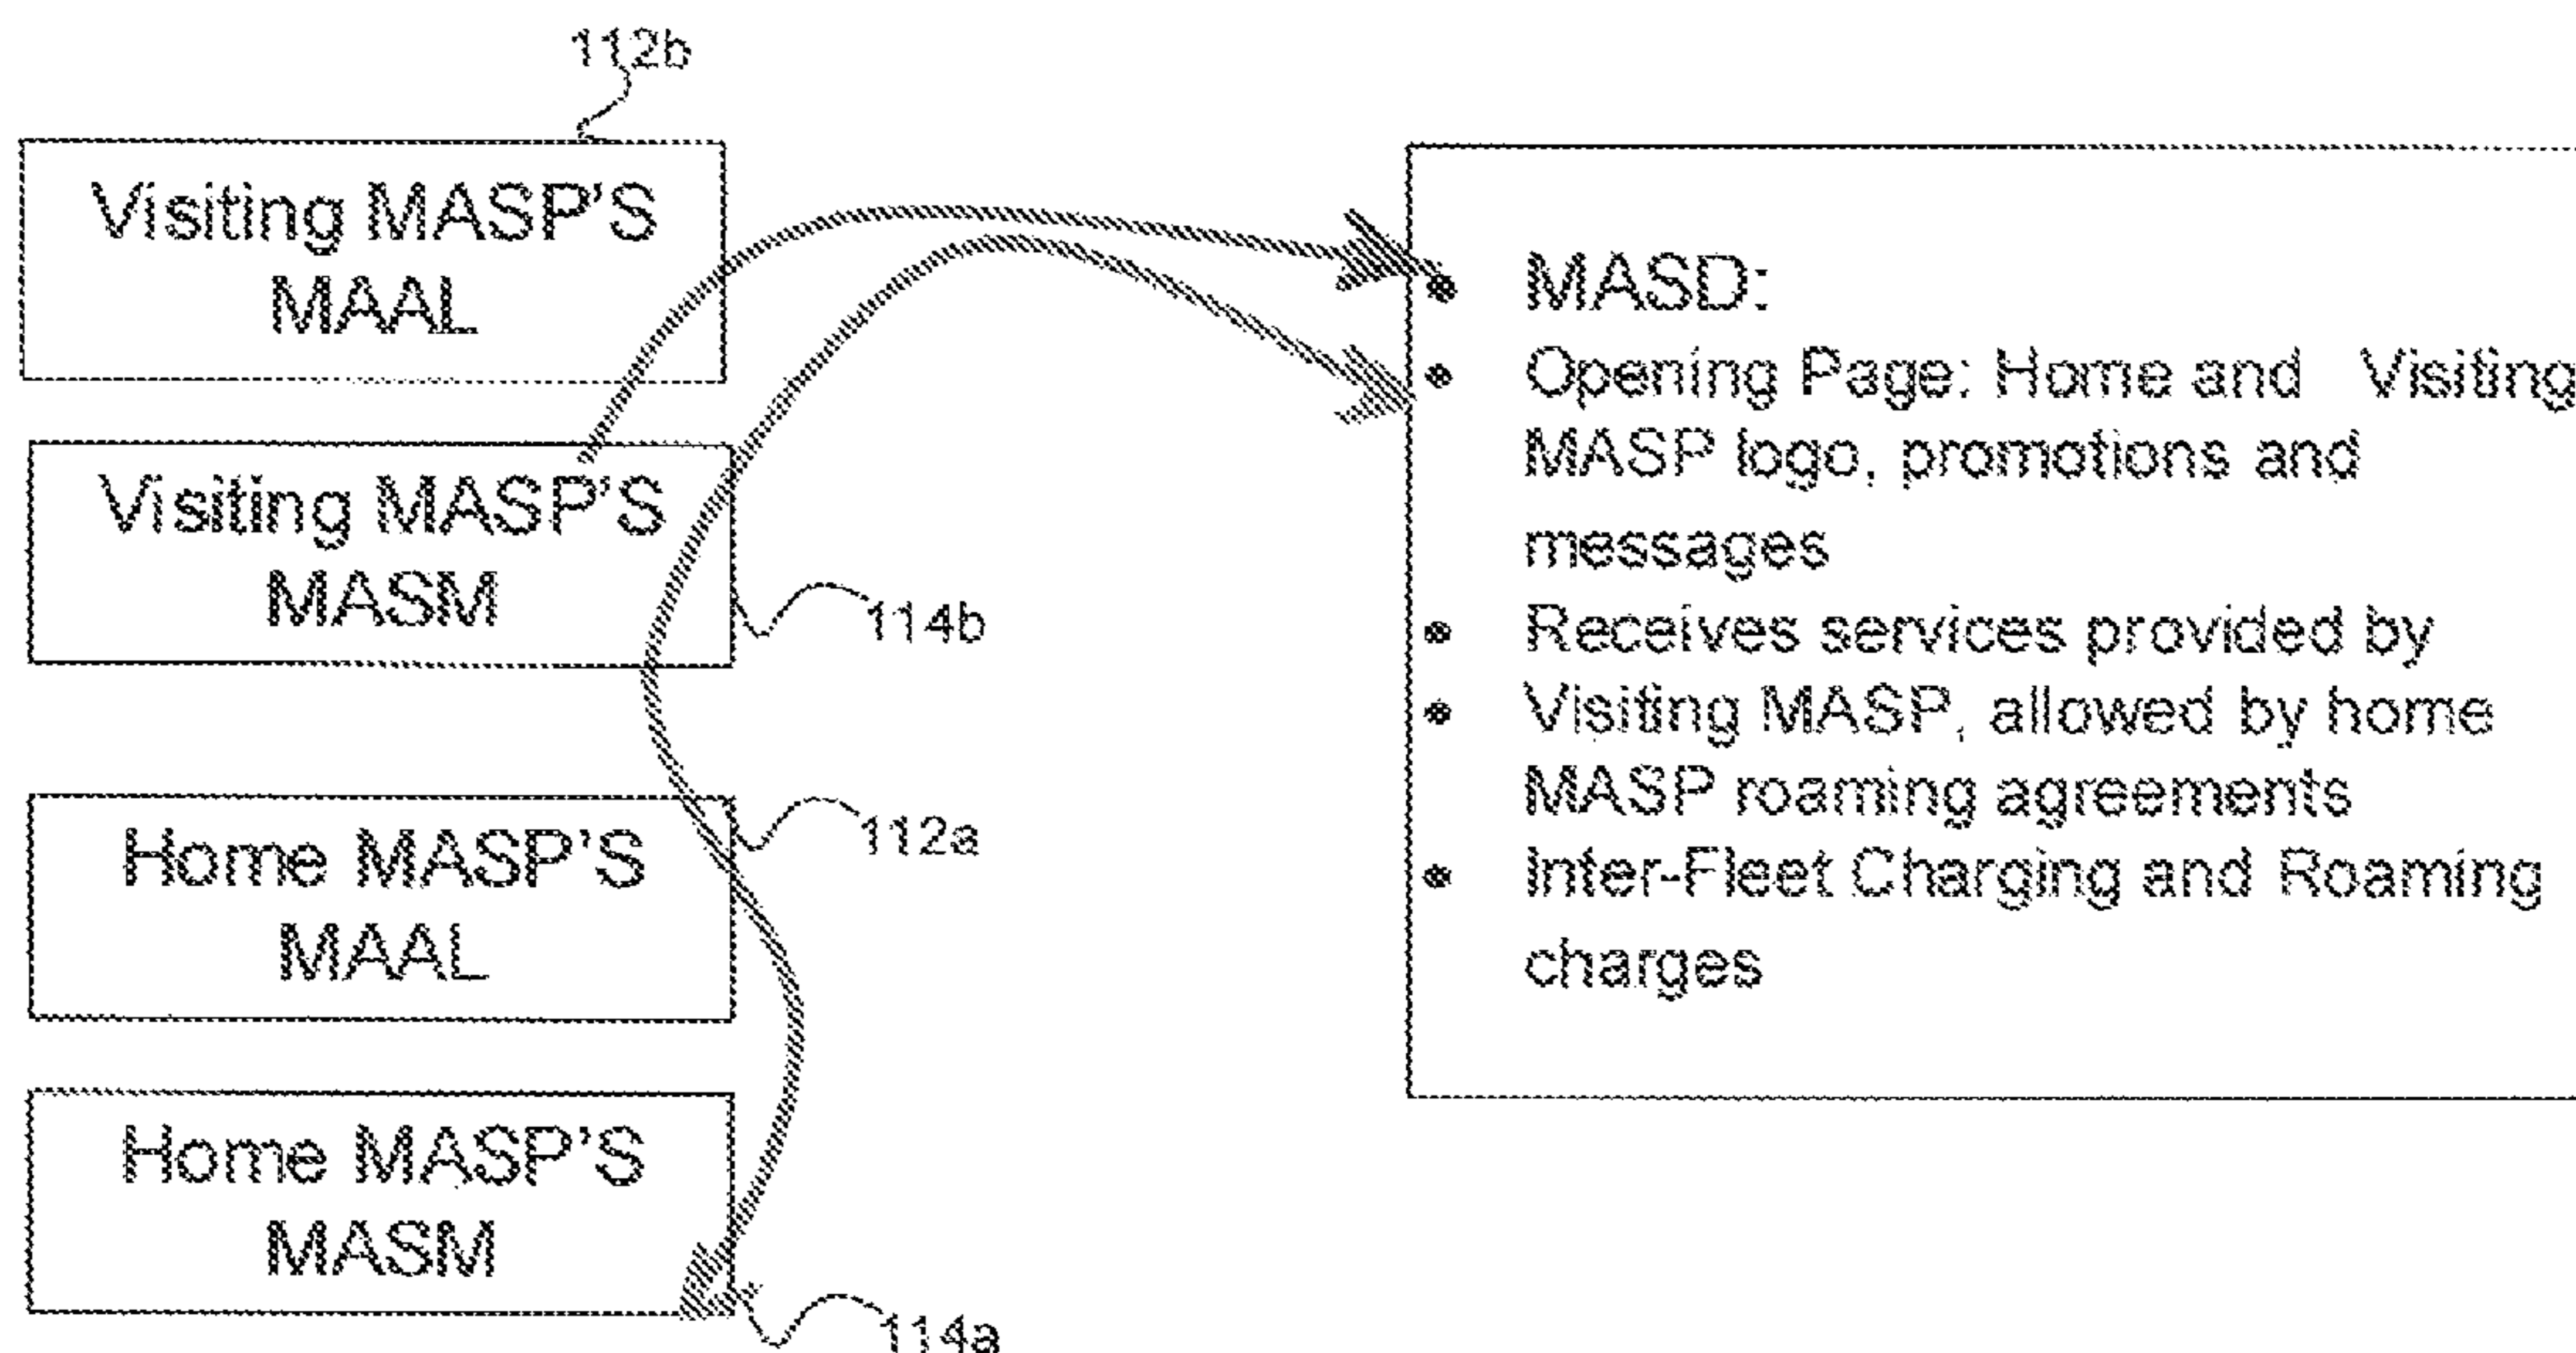 112b
Visiting MASP'S
MAAL
Visiting MASP'S
MASM
114b
112a
Home MASP'S
MAAL
Home MASP'S
MASM
114a
• MASD:
• Opening Page: Home and Visiting
MASP logo, promotions and
messages
• Receives services provided by
• Visiting MASP, allowed by home
MASP roaming agreements
• Inter-Fleet Charging and Roaming
charges